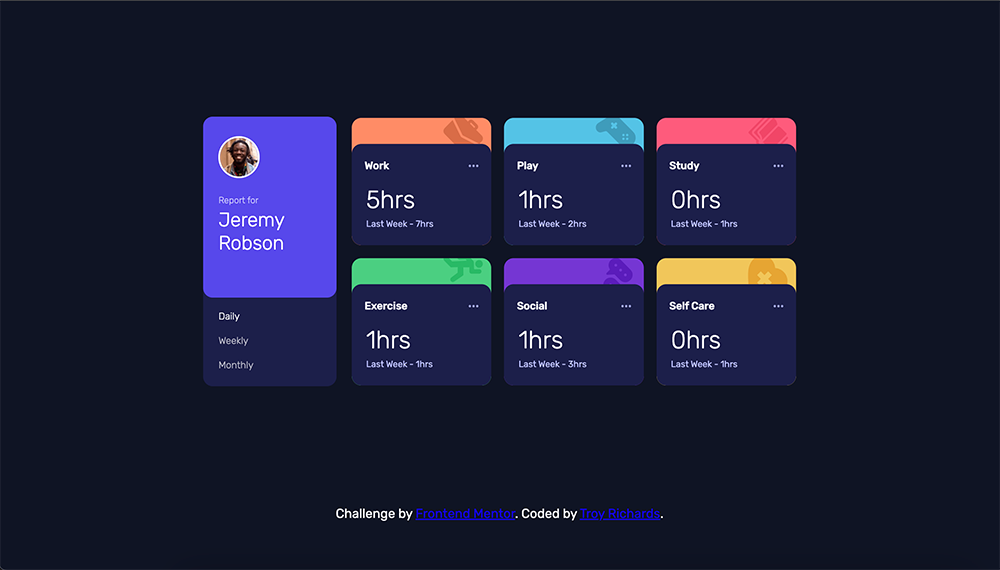 Report for
Jeremy
Robson
Daily
Weekly
Monthly
Work
5hrs
Last Week - 7hrs
Play
1hrs
Last Week - 2hrs
Study
0hrs
Last Week - 1hrs
Exercise
1hrs
Last Week - 1hrs
Social
1hrs
Last Week - 3hrs
Self Care
0hrs
Last Week - 1hrs
Challenge by Frontend Mentor. Coded by Troy Richards.